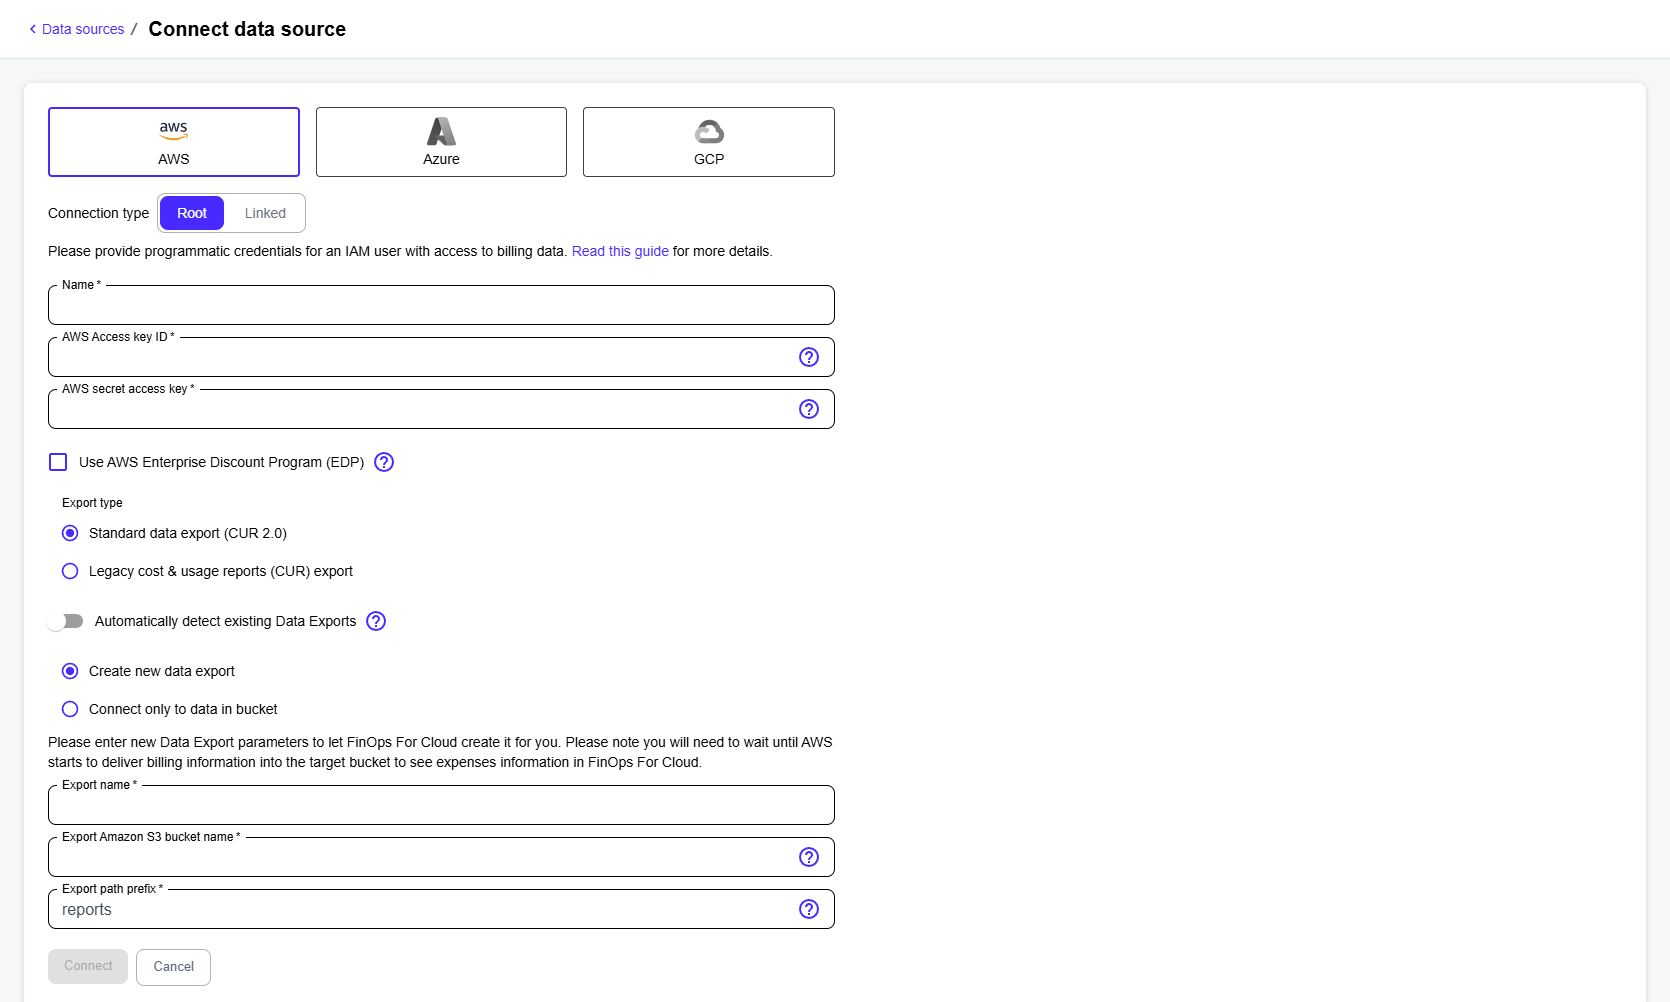 Data sources / Connect data source
aws
AWS
Azure
GCP
Connection type Root Linked
Please provide programmatic credentials for an IAM user with access to billing data. Read this guide for more details.
Name *
AWS Access key ID *
AWS secret access key *
Use AWS Enterprise Discount Program (EDP)
Export type
Standard data export (CUR 2.0)
Legacy cost & usage reports (CUR) export
Automatically detect existing Data Exports
Create new data export
Connect only to data in bucket
Please enter new Data Export parameters to let FinOps For Cloud create it for you. Please note you will need to wait until AWS
starts to deliver billing information into the target bucket to see expenses information in FinOps For Cloud.
Export name *
Export Amazon S3 bucket name *
Export path prefix *
reports
Connect Cancel